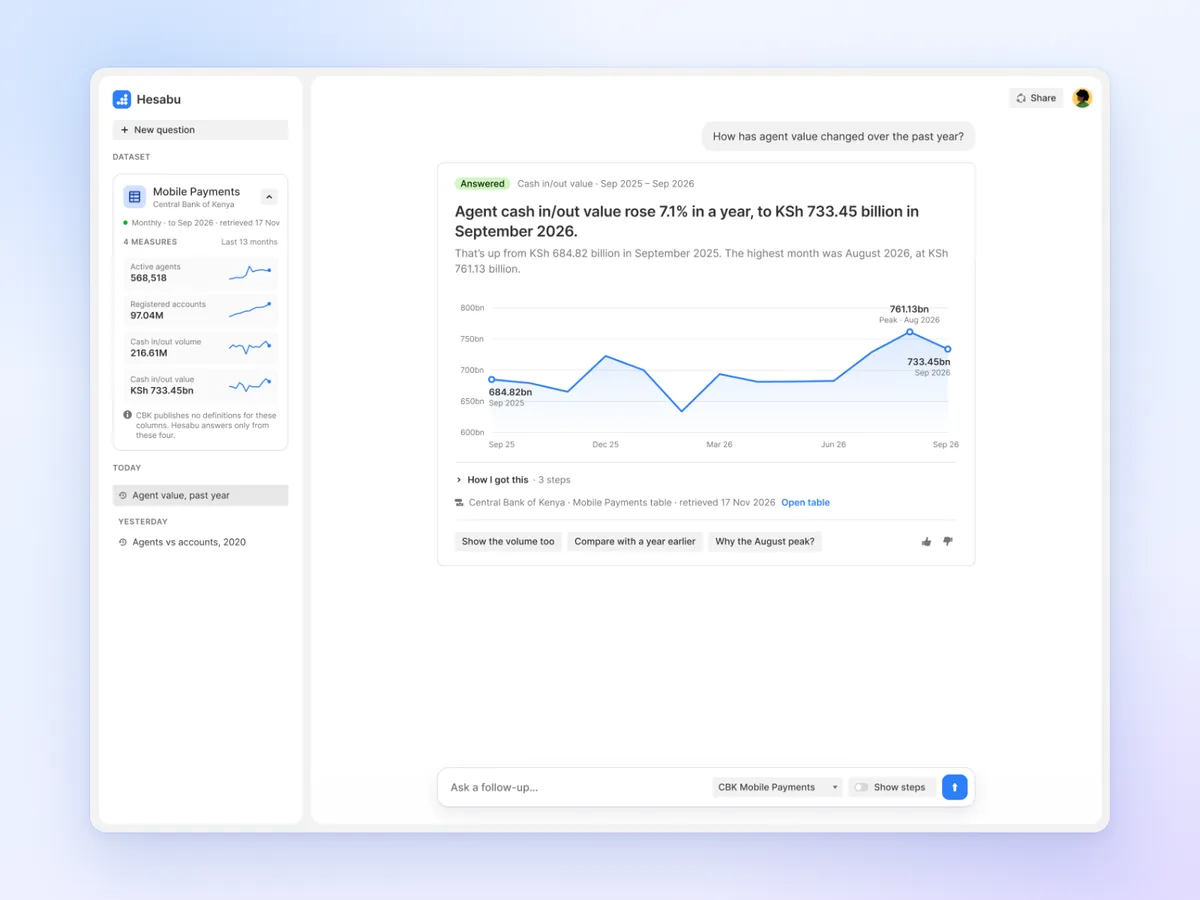 Hesabu
+ New question
DATASET
Mobile Payments
Central Bank of Kenya
Monthly · to Sep 2026 · retrieved 17 Nov
4 MEASURES
Last 13 months
Active agents
568,518
Registered accounts
97.04M
Cash in/out volume
216.61M
Cash in/out value
KSh 733.45bn
CBK publishes no definitions for these
columns. Hesabu answers only from
these four.
TODAY
Agent value, past year
YESTERDAY
Agents vs accounts, 2020
Share
How has agent value changed over the past year?
Answered
Cash in/out value · Sep 2025 – Sep 2026
Agent cash in/out value rose 7.1% in a year, to KSh 733.45 billion in
September 2026.
That's up from KSh 684.82 billion in September 2025. The highest month was August 2026, at KSh
761.13 billion.
800bn
750bn
700bn
650bn
600bn
684.82bn
Sep 2025
761.13bn
Peak · Aug 2026
733.45bn
Sep 2026
Sep 25
Dec 25
Mar 26
Jun 26
Sep 26
How I got this · 3 steps
Central Bank of Kenya · Mobile Payments table · retrieved 17 Nov 2026 Open table
Show the volume too
Compare with a year earlier
Why the August peak?
Ask a follow-up...
CBK Mobile Payments
Show steps